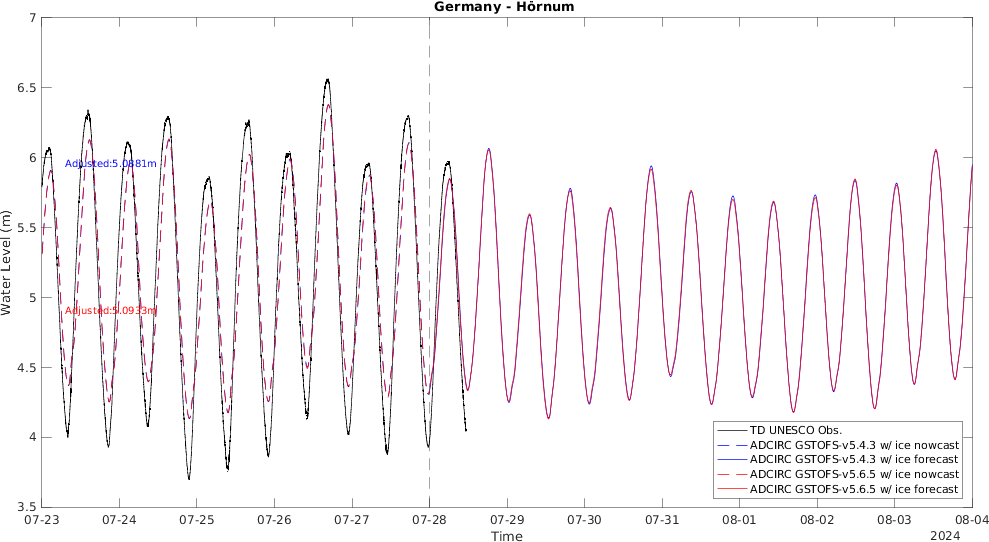 Germany - Hörnum
7
6.5
6
5.5
5
4.5
4
3.5
Water Level (m)
Adjusted:5.0881m
Adjusted:5.0933m
TD UNESCO Obs.
ADCIRC GSTOFS-v5.4.3 w/ ice nowcast
ADCIRC GSTOFS-v5.4.3 w/ ice forecast
ADCIRC GSTOFS-v5.6.5 w/ ice nowcast
ADCIRC GSTOFS-v5.6.5 w/ ice forecast
07-23 07-24 07-25 07-26 07-27 07-28 07-29 07-30 07-31 08-01 08-02 08-03 08-04
Time
2024